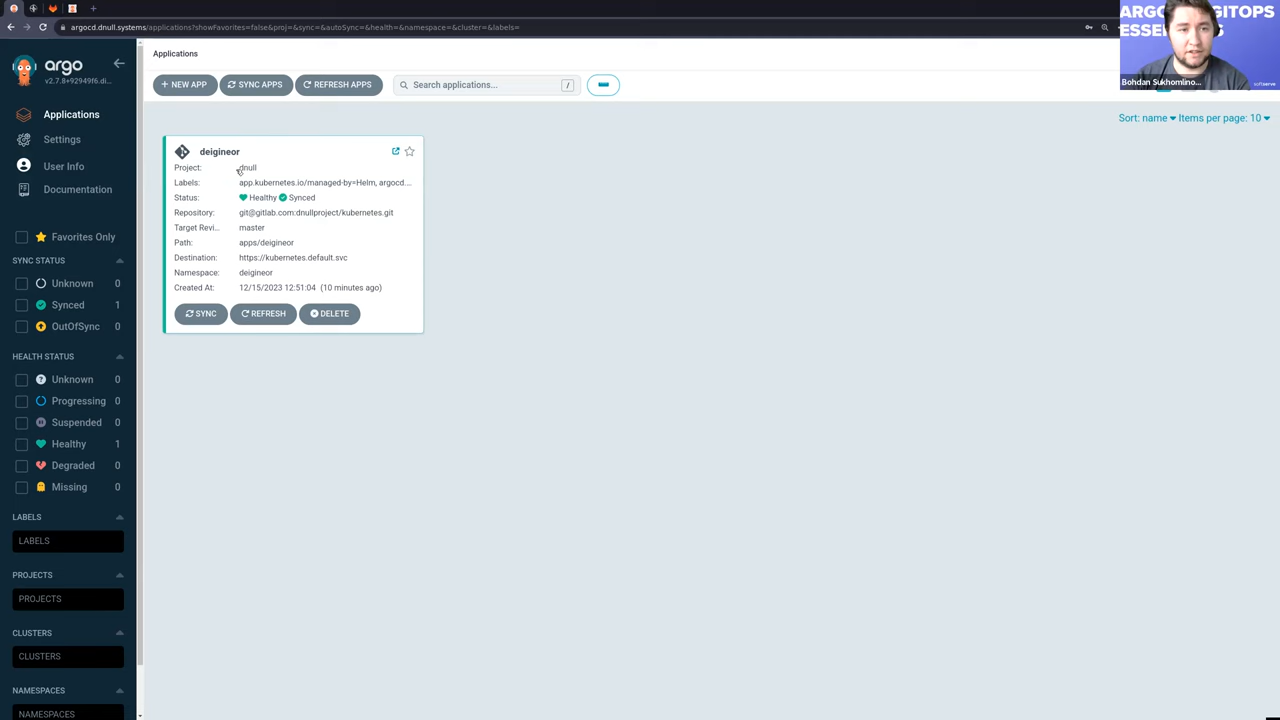 argocd.dnull.systems/applications?showFavorites=false&proj=&sync=&autoSync=&health=&namespace=&cluster=&labels=
argo
v2.7.8+92949f6.di...
Applications
Settings
User Info
Documentation
Favorites Only
SYNC STATUS
Unknown 0
Synced 1
OutOfSync 0
HEALTH STATUS
Unknown 0
Progressing 0
Suspended 0
Healthy 1
Degraded 0
Missing 0
LABELS
LABELS
PROJECTS
PROJECTS
CLUSTERS
CLUSTERS
NAMESPACES
NAMESPACES
Applications
+ NEW APP
SYNC APPS
REFRESH APPS
Search applications...
/
Sort: name
Items per page: 10
deigineor
Project: dnull
Labels: app.kubernetes.io/managed-by=Helm, argocd...
Status: Healthy Synced
Repository: git@gitlab.com:dnullproject/kubernetes.git
Target Revi... master
Path: apps/deigineor
Destination: https://kubernetes.default.svc
Namespace: deigineor
Created At: 12/15/2023 12:51:04 (10 minutes ago)
SYNC
REFRESH
DELETE
Bohdan Sukhomlino...
softserve